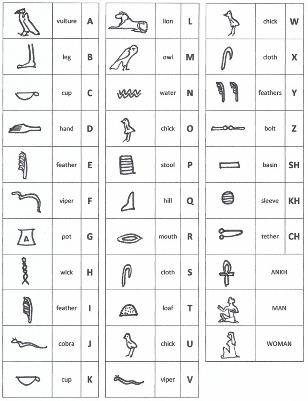 vulture A
leg B
cup C
hand D
feather E
viper F
pot G
wick H
feather I
cobra J
cup K
lion L
owl M
water N
chick O
stool P
hill Q
mouth R
cloth S
loaf T
chick U
viper V
chick W
cloth X
feathers Y
bolt Z
basin SH
sleeve KH
tether CH
ANKH
MAN
WOMAN